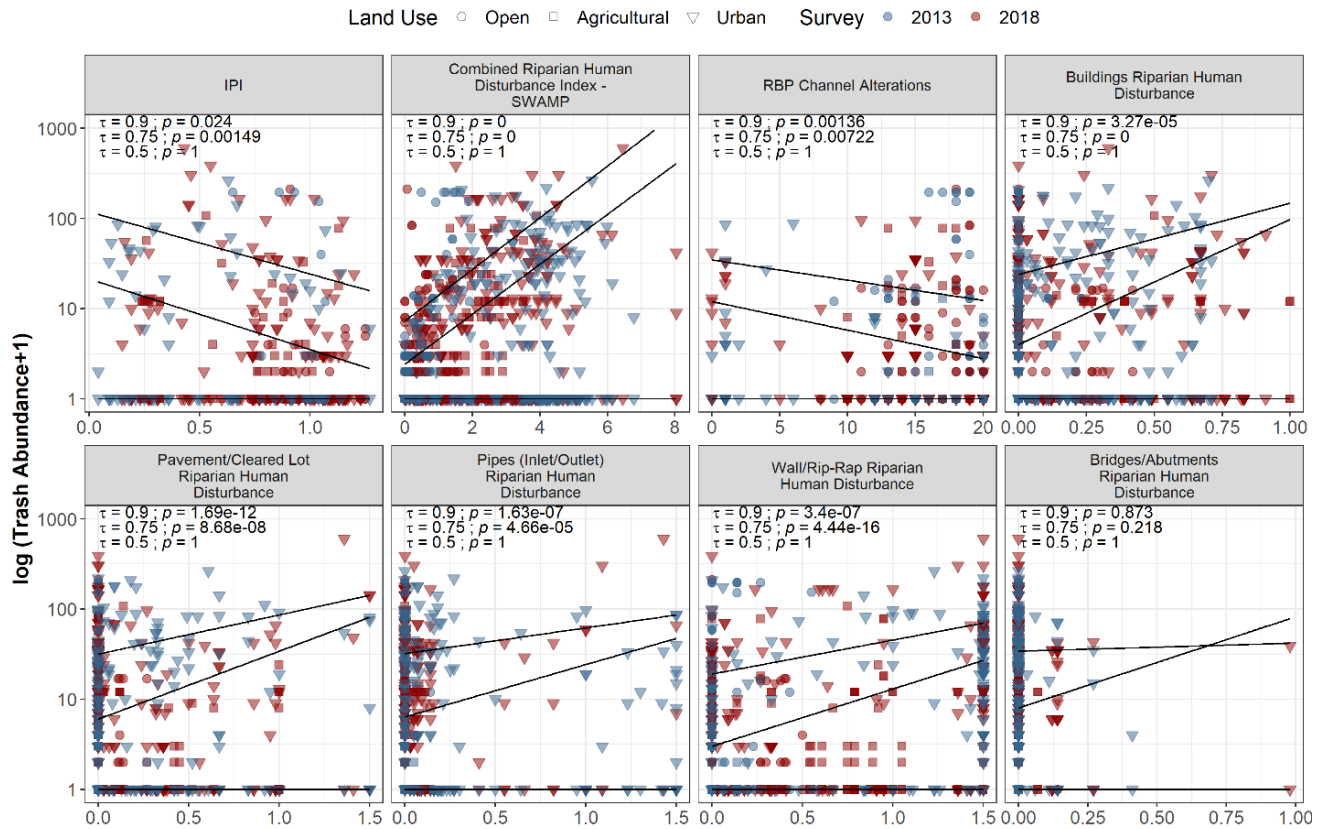 Land Use Open Agricultural Urban Survey 2013 2018
log (Trash Abundance+1)
IPI
τ = 0.9 ; p = 0.024
τ = 0.75 ; p = 0.00149
τ = 0.5 ; p = 1
Combined Riparian Human
Disturbance Index -
SWAMP
τ = 0.9 ; p = 0
τ = 0.75 ; p = 0
τ = 0.5 ; p = 1
RBP Channel Alterations
τ = 0.9 ; p = 0.00136
τ = 0.75 ; p = 0.00722
τ = 0.5 ; p = 1
Buildings Riparian Human
Disturbance
τ = 0.9 ; p = 3.27e-05
τ = 0.75 ; p = 0
τ = 0.5 ; p = 1
1000
100
10
1
0.0 0.5 1.0
0 2 4 6 8
0 5 10 15 20
0.00 0.25 0.50 0.75 1.00
Pavement/Cleared Lot
Riparian Human
Disturbance
τ = 0.9 ; p = 1.69e-12
τ = 0.75 ; p = 8.68e-08
τ = 0.5 ; p = 1
Pipes (Inlet/Outlet)
Riparian Human
Disturbance
τ = 0.9 ; p = 1.63e-07
τ = 0.75 ; p = 4.66e-05
τ = 0.5 ; p = 1
Wall/Rip-Rap Riparian
Human Disturbance
τ = 0.9 ; p = 3.4e-07
τ = 0.75 ; p = 4.44e-16
τ = 0.5 ; p = 1
Bridges/Abutments
Riparian Human
Disturbance
τ = 0.9 ; p = 0.873
τ = 0.75 ; p = 0.218
τ = 0.5 ; p = 1
1000
100
10
1
0.0 0.5 1.0 1.5
0.0 0.5 1.0 1.5
0.0 0.5 1.0 1.5
0.00 0.25 0.50 0.75 1.00